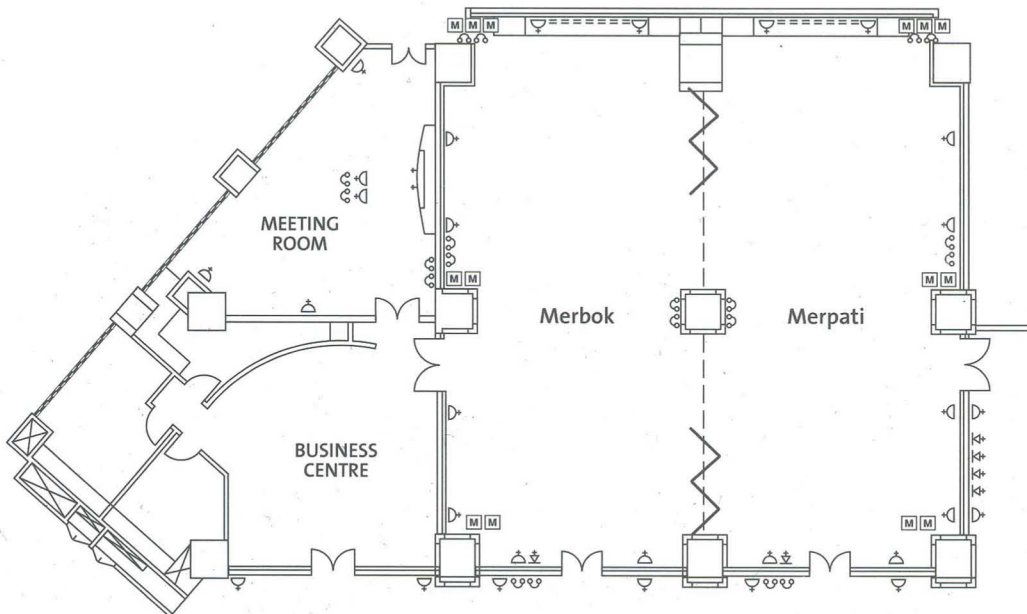 M M M
M M M
MEETING
ROOM
M M
M M
Merbok
Merpati
BUSINESS
CENTRE
M M
M M